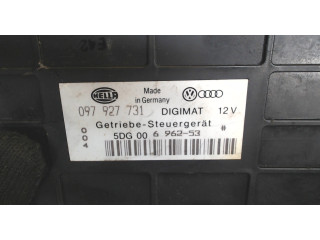 HELLA
Made
in Germany
097 927 731 DIGIMAT 12V
Getriebe-Steuergerät
004
5DG 00 6 962-53